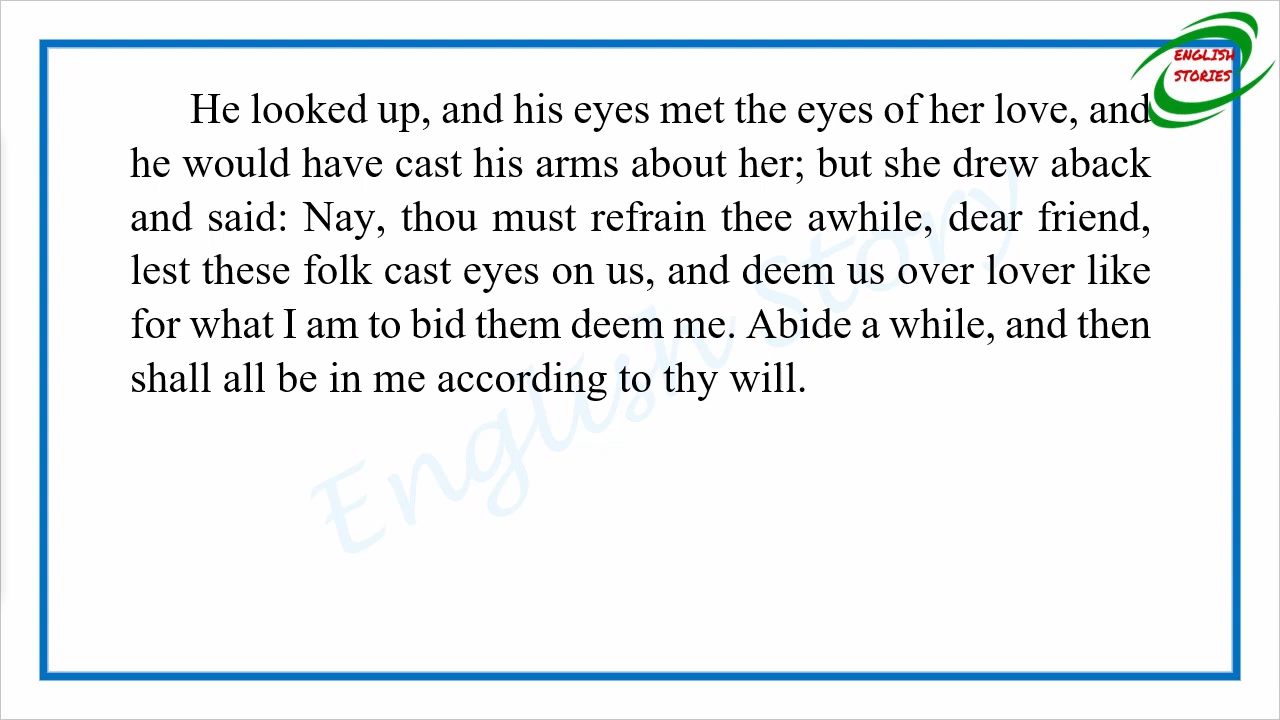 ENGLISH
STORIES
He looked up, and his eyes met the eyes of her love, and
he would have cast his arms about her; but she drew aback
and said: Nay, thou must refrain thee awhile, dear friend,
lest these folk cast eyes on us, and deem us over lover like
for what I am to bid them deem me. Abide a while, and then
shall all be in me according to thy will.
English Story